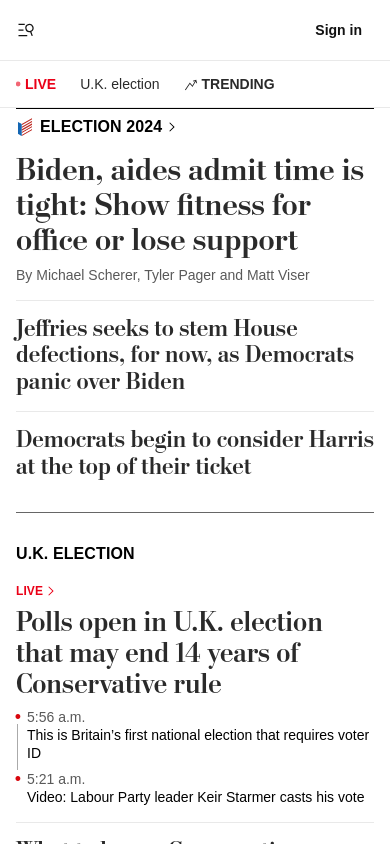 Sign in
LIVE
U.K. election
TRENDING
ELECTION 2024
Biden, aides admit time is
tight: Show fitness for
office or lose support
By Michael Scherer, Tyler Pager and Matt Viser
Jeffries seeks to stem House
defections, for now, as Democrats
panic over Biden
Democrats begin to consider Harris
at the top of their ticket
U.K. ELECTION
LIVE
Polls open in U.K. election
that may end 14 years of
Conservative rule
5:56 a.m.
This is Britain’s first national election that requires voter
ID
5:21 a.m.
Video: Labour Party leader Keir Starmer casts his vote